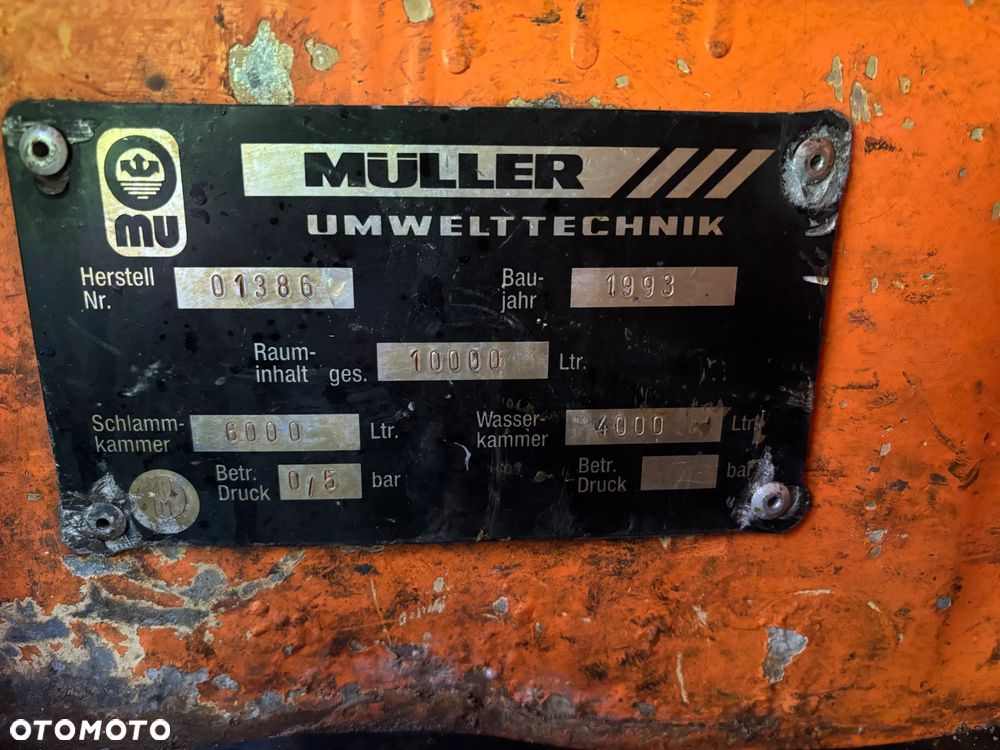 MÜLLER
MU
UMWELTTECHNIK
Herstell Nr. 01386
Bau-jahr 1993
Raum-inhalt ges. 10000 Ltr.
Schlamm-kammer 6000 Ltr.
Wasser-kammer 4000 Ltr.
Betr. Druck 0,5 bar
Betr. Druck bar
OTOMOTO